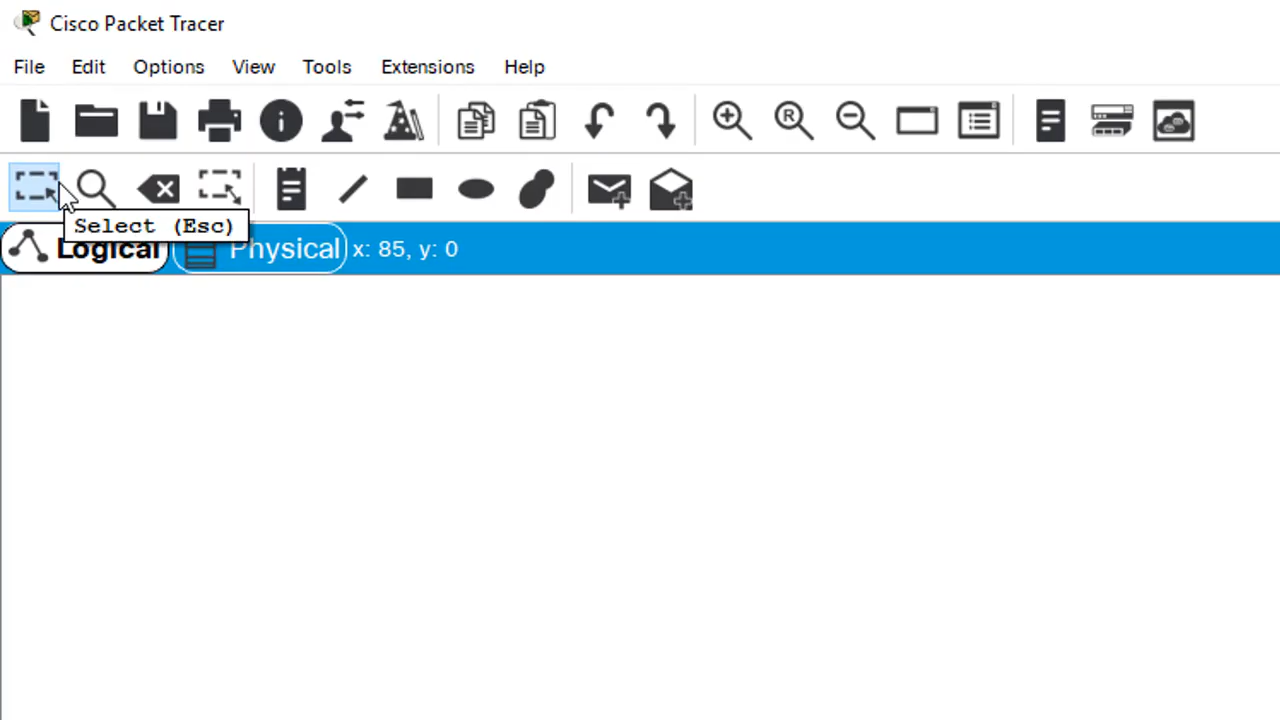 Cisco Packet Tracer
File Edit Options View Tools Extensions Help
R
Select (Esc)
Logical Physical x: 85, y: 0